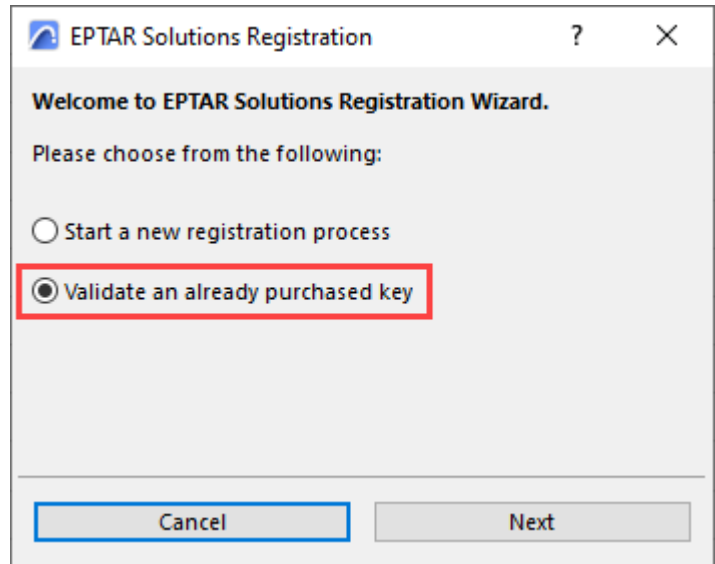 EPTAR Solutions Registration ?
Welcome to EPTAR Solutions Registration Wizard.
Please choose from the following:
Start a new registration process
Validate an already purchased key
Cancel Next